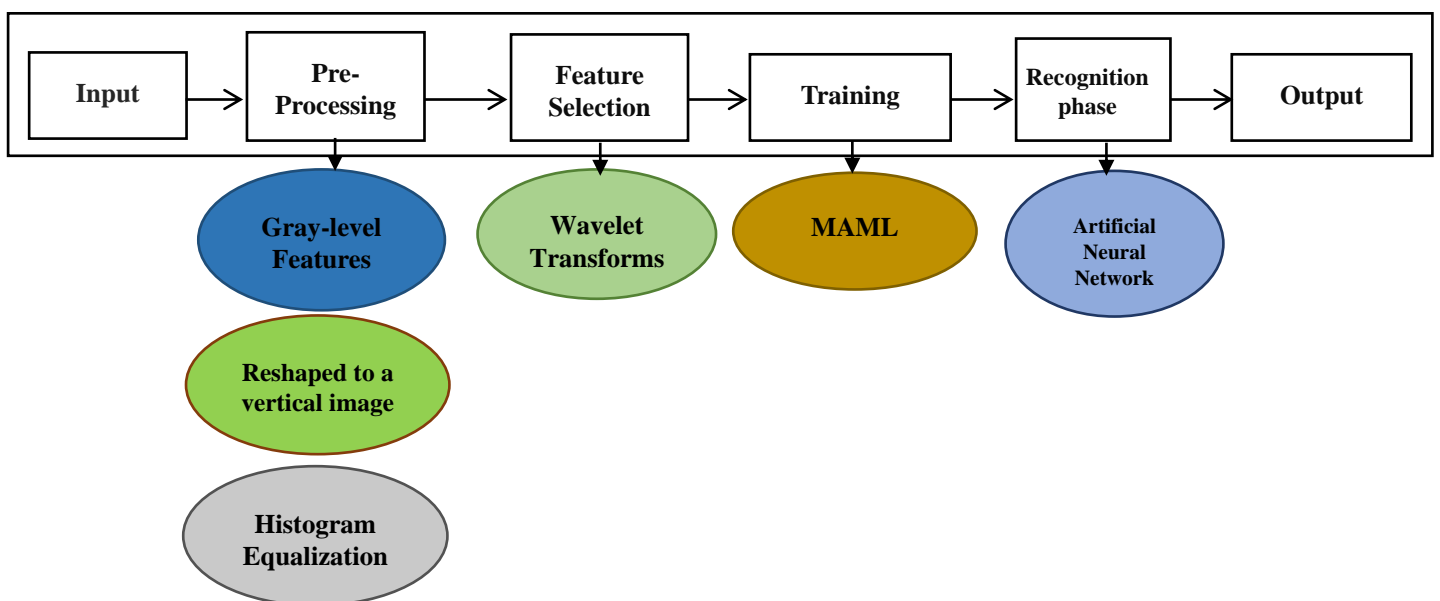 Input
Pre-
Processing
Feature
Selection
Training
Recognition
phase
Output
Gray-level
Features
Wavelet
Transforms
MAML
Artificial
Neural
Network
Reshaped to a
vertical image
Histogram
Equalization